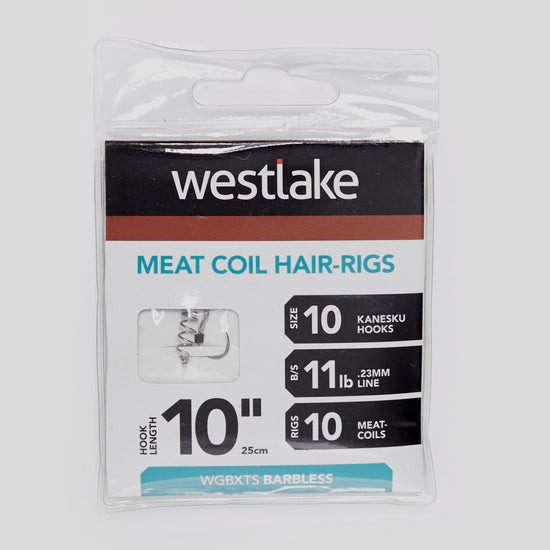 westlake
MEAT COIL HAIR-RIGS
SIZE 10 KANESKU
HOOKS
B/S 11lb .23MM
LINE
RIGS 10 MEAT-
COILS
HOOK
LENGTH 10" 25cm
WGBXTS BARBLESS